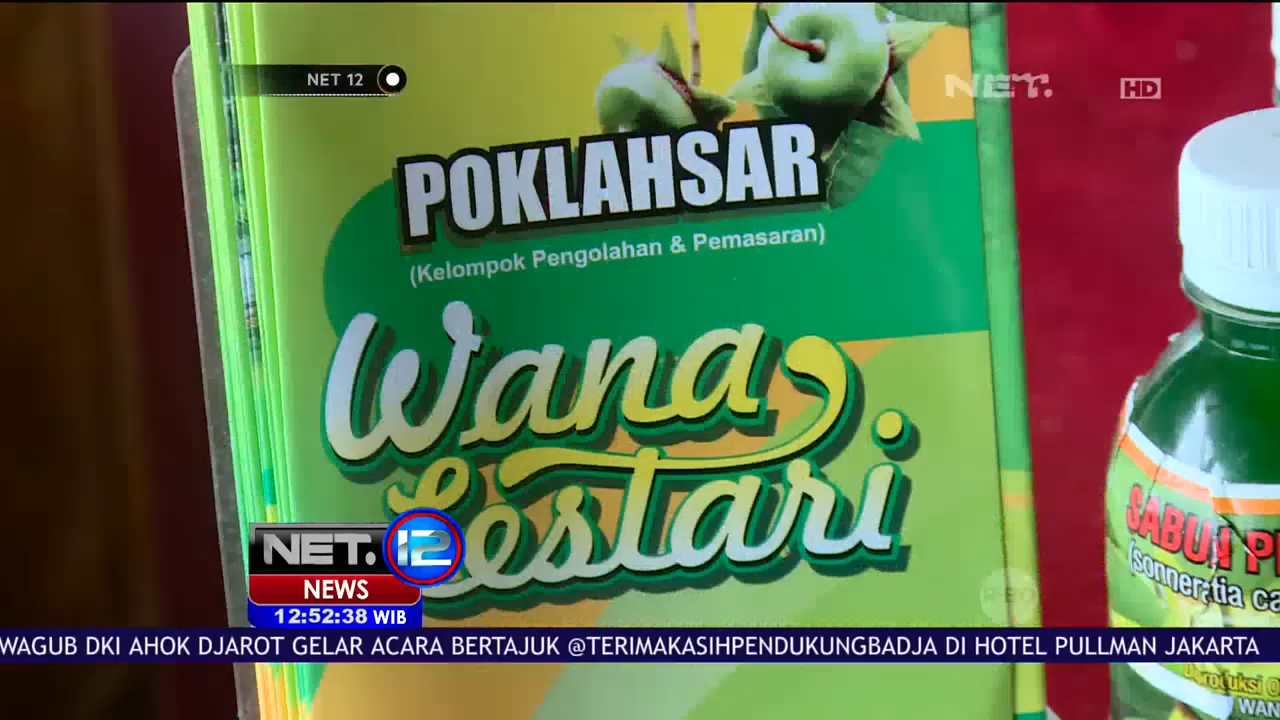 NET 12
NET.
HD
POKLAHSAR
(Kelompok Pengolahan & Pemasaran)
Wana
Lestari
SABUN
(sonneratia
WAN
NET. 12
NEWS
12:52:38 WIB
WAGUB DKI AHOK DJAROT GELAR ACARA BERTAJUK @TERIMAKASIHPENDUKUNGBADJA DI HOTEL PULLMAN JAKARTA